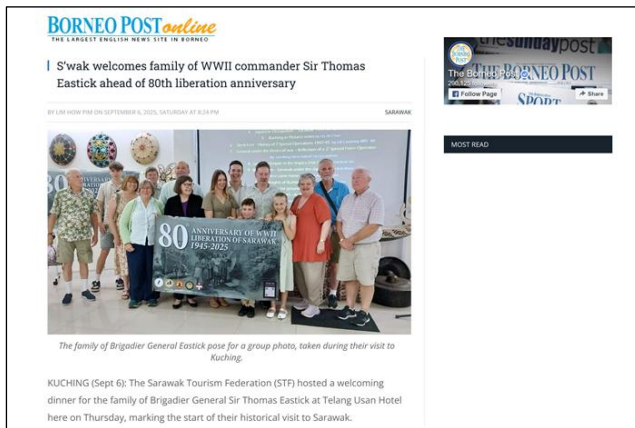 BORNEO POST online
THE LARGEST ENGLISH NEWS SITE IN BORNEO
S'wak welcomes family of WWII commander Sir Thomas
Eastick ahead of 80th liberation anniversary
BY LIM HOW PIM ON SEPTEMBER 6, 2025, SATURDAY AT 8:24 PM
SARAWAK
80 ANNIVERSARY OF WWII
LIBERATION OF SARAWAK
1945-2025
The family of Brigadier General Eastick pose for a group photo, taken during their visit to
Kuching.
KUCHING (Sept 6): The Sarawak Tourism Federation (STF) hosted a welcoming
dinner for the family of Brigadier General Sir Thomas Eastick at Telang Usan Hotel
here on Thursday, marking the start of their historical visit to Sarawak.
thesundaypost
The Borneo Post
THE BORNEO POST
Follow Page
Share
SPORT
MOST READ